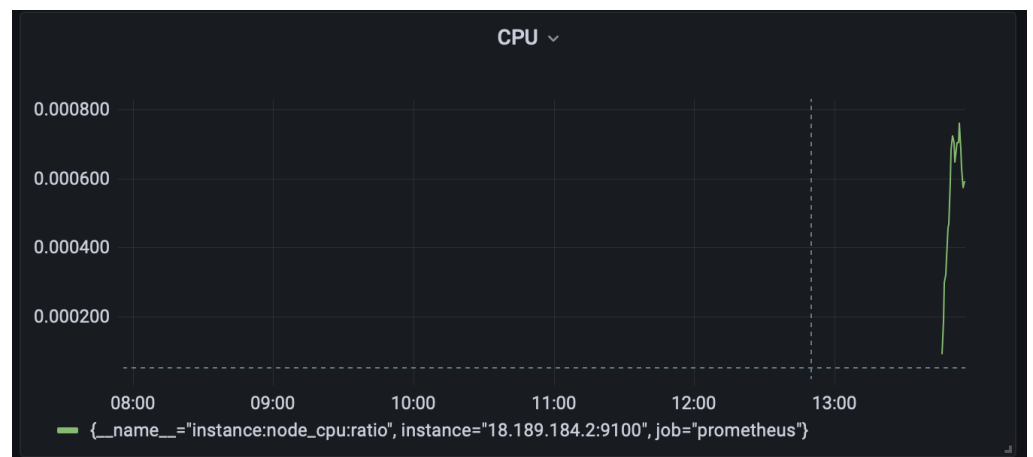 CPU
0.000800
0.000600
0.000400
0.000200
08:00 09:00 10:00 11:00 12:00 13:00
{__name__="instance:node_cpu:ratio", instance="18.189.184.2:9100", job="prometheus"}